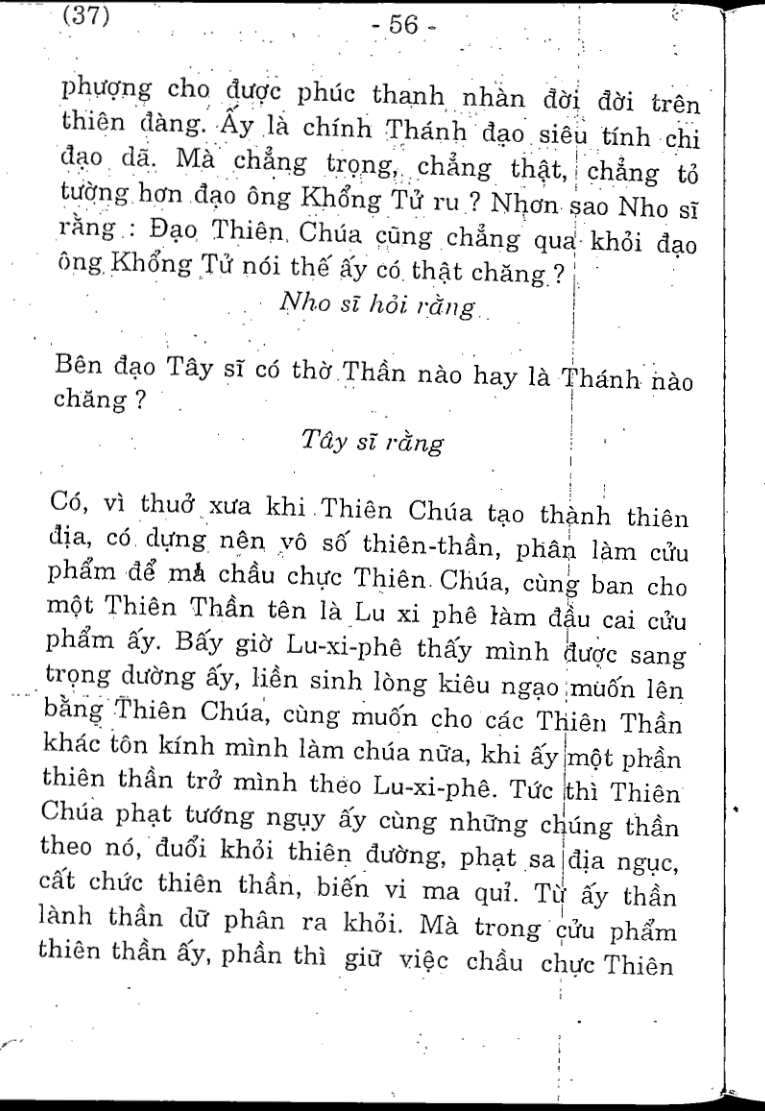 (37)
- 56 -
phượng cho được phúc thanh nhàn đời đời trên
thiên đàng. Ấy là chính Thánh đạo siêu tính chi
đạo dã. Mà chẳng trọng, chẳng thật, chẳng tỏ
tường hơn đạo ông Khổng Tử ru ? Nhơn sao Nho sĩ
rằng : Đạo Thiên Chúa cũng chẳng qua khỏi đạo
ông Khổng Tử nói thế ấy có thật chăng ?
Nho sĩ hỏi rằng
Bên đạo Tây sĩ có thờ Thần nào hay là Thánh nào
chăng ?
Tây sĩ rằng
Có, vì thuở xưa khi Thiên Chúa tạo thành thiên
địa, có dựng nên vô số thiên-thần, phân làm cửu
phẩm để mà chầu chực Thiên Chúa, cùng ban cho
một Thiên Thần tên là Lu xi phê làm đầu cai cửu
phẩm ấy. Bấy giờ Lu-xi-phê thấy mình được sang
trọng dường ấy, liền sinh lòng kiêu ngạo muốn lên
bằng Thiên Chúa, cùng muốn cho các Thiên Thần
khác tôn kính mình làm chúa nữa, khi ấy một phần
thiên thần trở mình theo Lu-xi-phê. Tức thì Thiên
Chúa phạt tướng ngụy ấy cùng những chúng thần
theo nó, đuổi khỏi thiên đường, phạt sa địa ngục,
cất chức thiên thần, biến vi ma quỉ. Từ ấy thần
lành thần dữ phân ra khỏi. Mà trong cửu phẩm
thiên thần ấy, phần thì giữ việc chầu chực Thiên